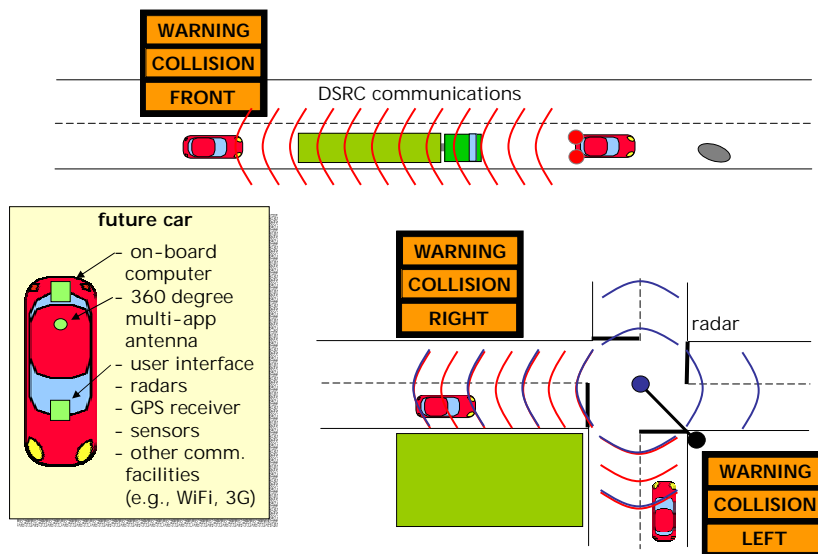 WARNING
COLLISION
FRONT
DSRC communications
future car
- on-board
computer
- 360 degree
multi-app
antenna
- user interface
- radars
- GPS receiver
- sensors
- other comm.
facilities
(e.g., WiFi, 3G)
WARNING
COLLISION
RIGHT
radar
WARNING
COLLISION
LEFT